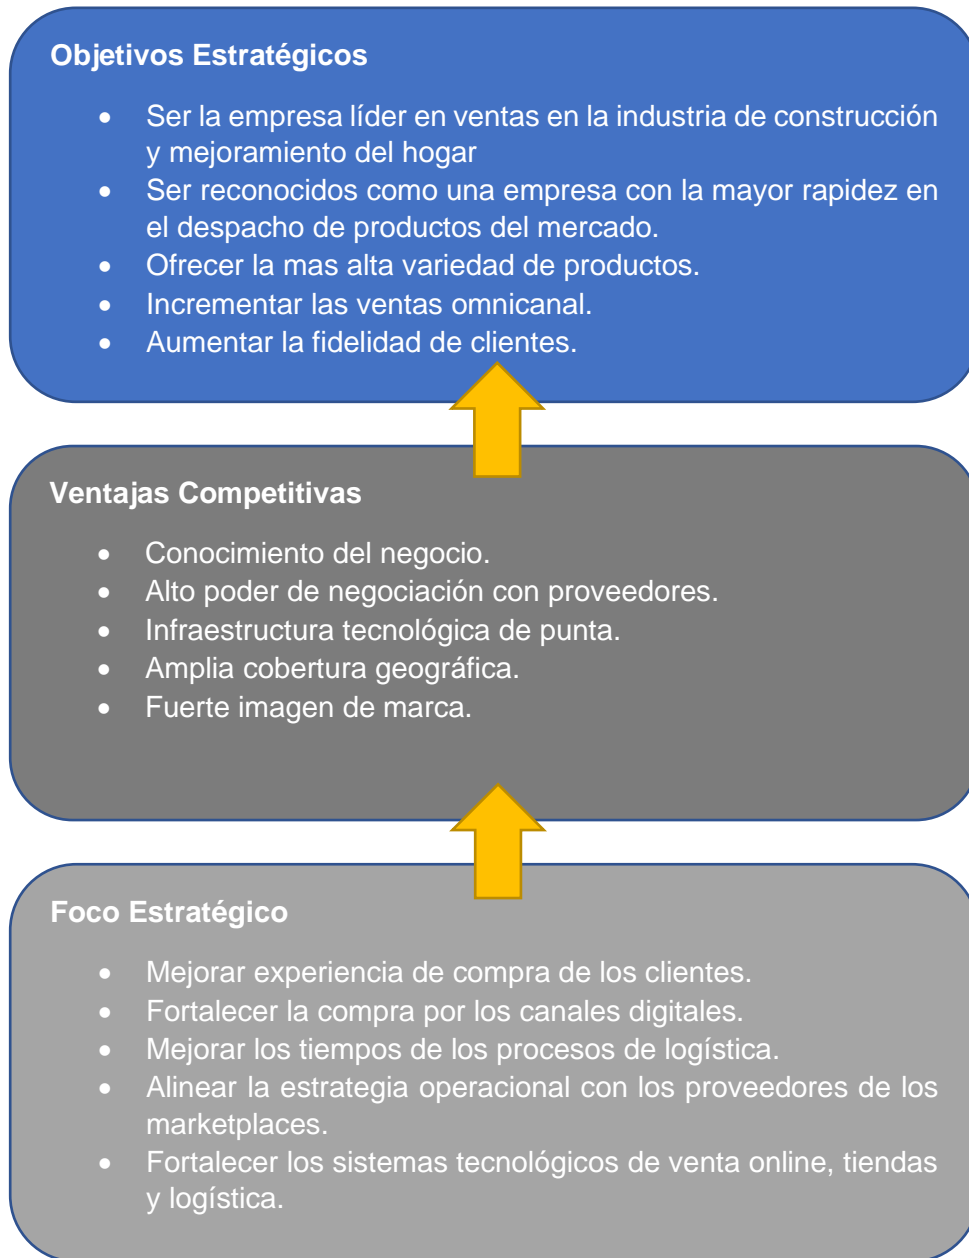 Objetivos Estratégicos
• Ser la empresa líder en ventas en la industria de construcción
y mejoramiento del hogar
• Ser reconocidos como una empresa con la mayor rapidez en
el despacho de productos del mercado.
• Ofrecer la mas alta variedad de productos.
• Incrementar las ventas omnicanal.
• Aumentar la fidelidad de clientes.
Ventajas Competitivas
• Conocimiento del negocio.
• Alto poder de negociación con proveedores.
• Infraestructura tecnológica de punta.
• Amplia cobertura geográfica.
• Fuerte imagen de marca.
Foco Estratégico
• Mejorar experiencia de compra de los clientes.
• Fortalecer la compra por los canales digitales.
• Mejorar los tiempos de los procesos de logística.
• Alinear la estrategia operacional con los proveedores de los
marketplaces.
• Fortalecer los sistemas tecnológicos de venta online, tiendas
y logística.